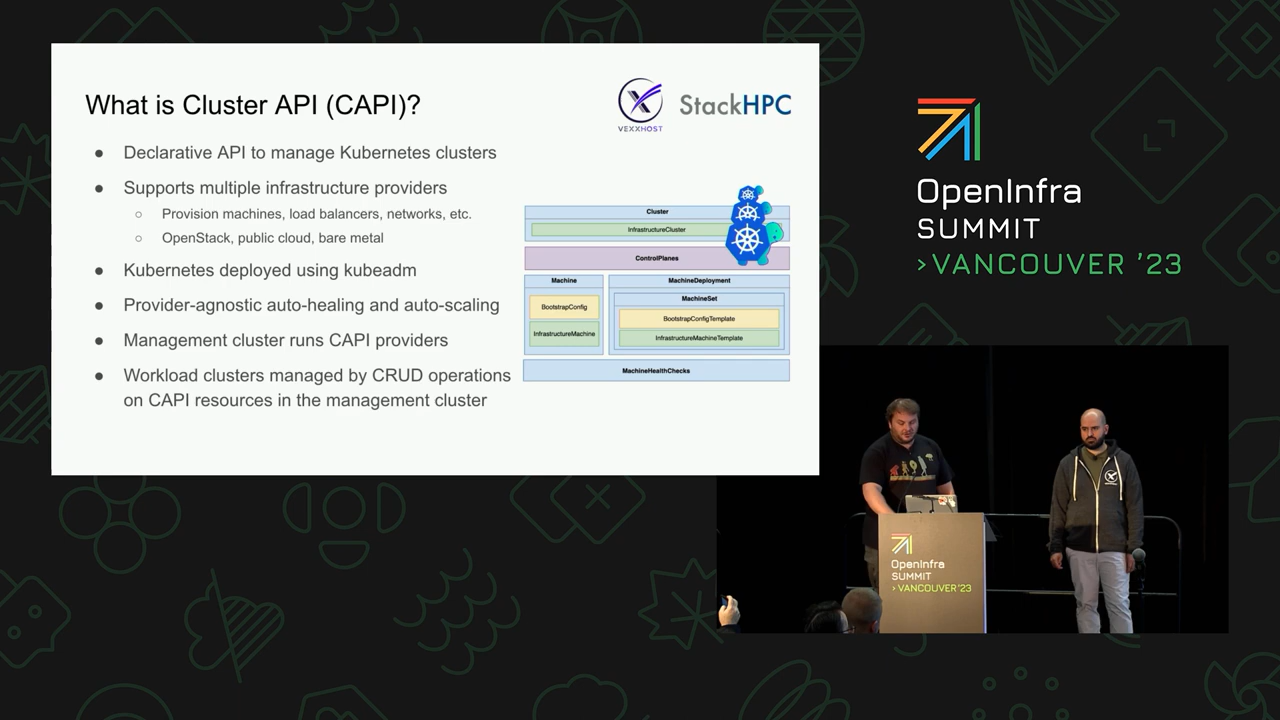 What is Cluster API (CAPI)?
VEXXHOST
StackHPC
● Declarative API to manage Kubernetes clusters
● Supports multiple infrastructure providers
○ Provision machines, load balancers, networks, etc.
○ OpenStack, public cloud, bare metal
● Kubernetes deployed using kubeadm
● Provider-agnostic auto-healing and auto-scaling
● Management cluster runs CAPI providers
● Workload clusters managed by CRUD operations
on CAPI resources in the management cluster
Cluster
InfrastructureCluster
ControlPlanes
Machine
BootstrapConfig
InfrastructureMachine
MachineDeployment
MachineSet
BootstrapConfigTemplate
InfrastructureMachineTemplate
MachineHealthChecks
OpenInfra
SUMMIT
>VANCOUVER '23
OpenInfra
SUMMIT
>VANCOUVER '23